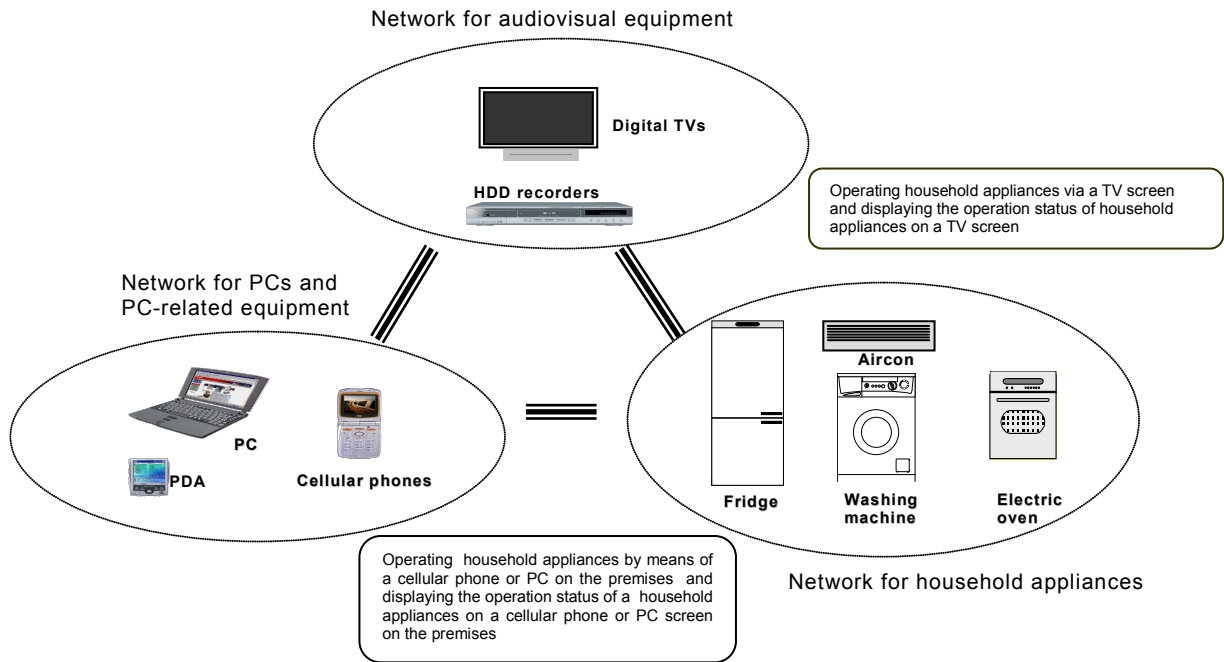 Network for audiovisual equipment
Digital TVs
HDD recorders
Operating household appliances via a TV screen
and displaying the operation status of household
appliances on a TV screen
Network for PCs and
PC-related equipment
PC
PDA
Cellular phones
Aircon
Fridge
Washing
machine
Electric
oven
Operating household appliances by means of
a cellular phone or PC on the premises and
displaying the operation status of a household
appliances on a cellular phone or PC screen
on the premises
Network for household appliances